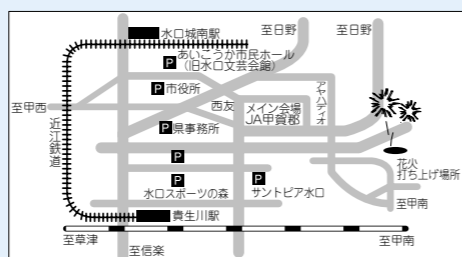 至日野
至日野
水口城南駅
P
あいこうか市民ホール
(旧水口文芸会館)
P
市役所
アヤハディオ
至甲西
西友
メイン会場
JA甲賀郡
近江鉄道
P
県事務所
P
花火
打ち上げ場所
P
P
水口スポーツの森
サントピア水口
至甲南
貴生川駅
至草津
至信楽
至甲南